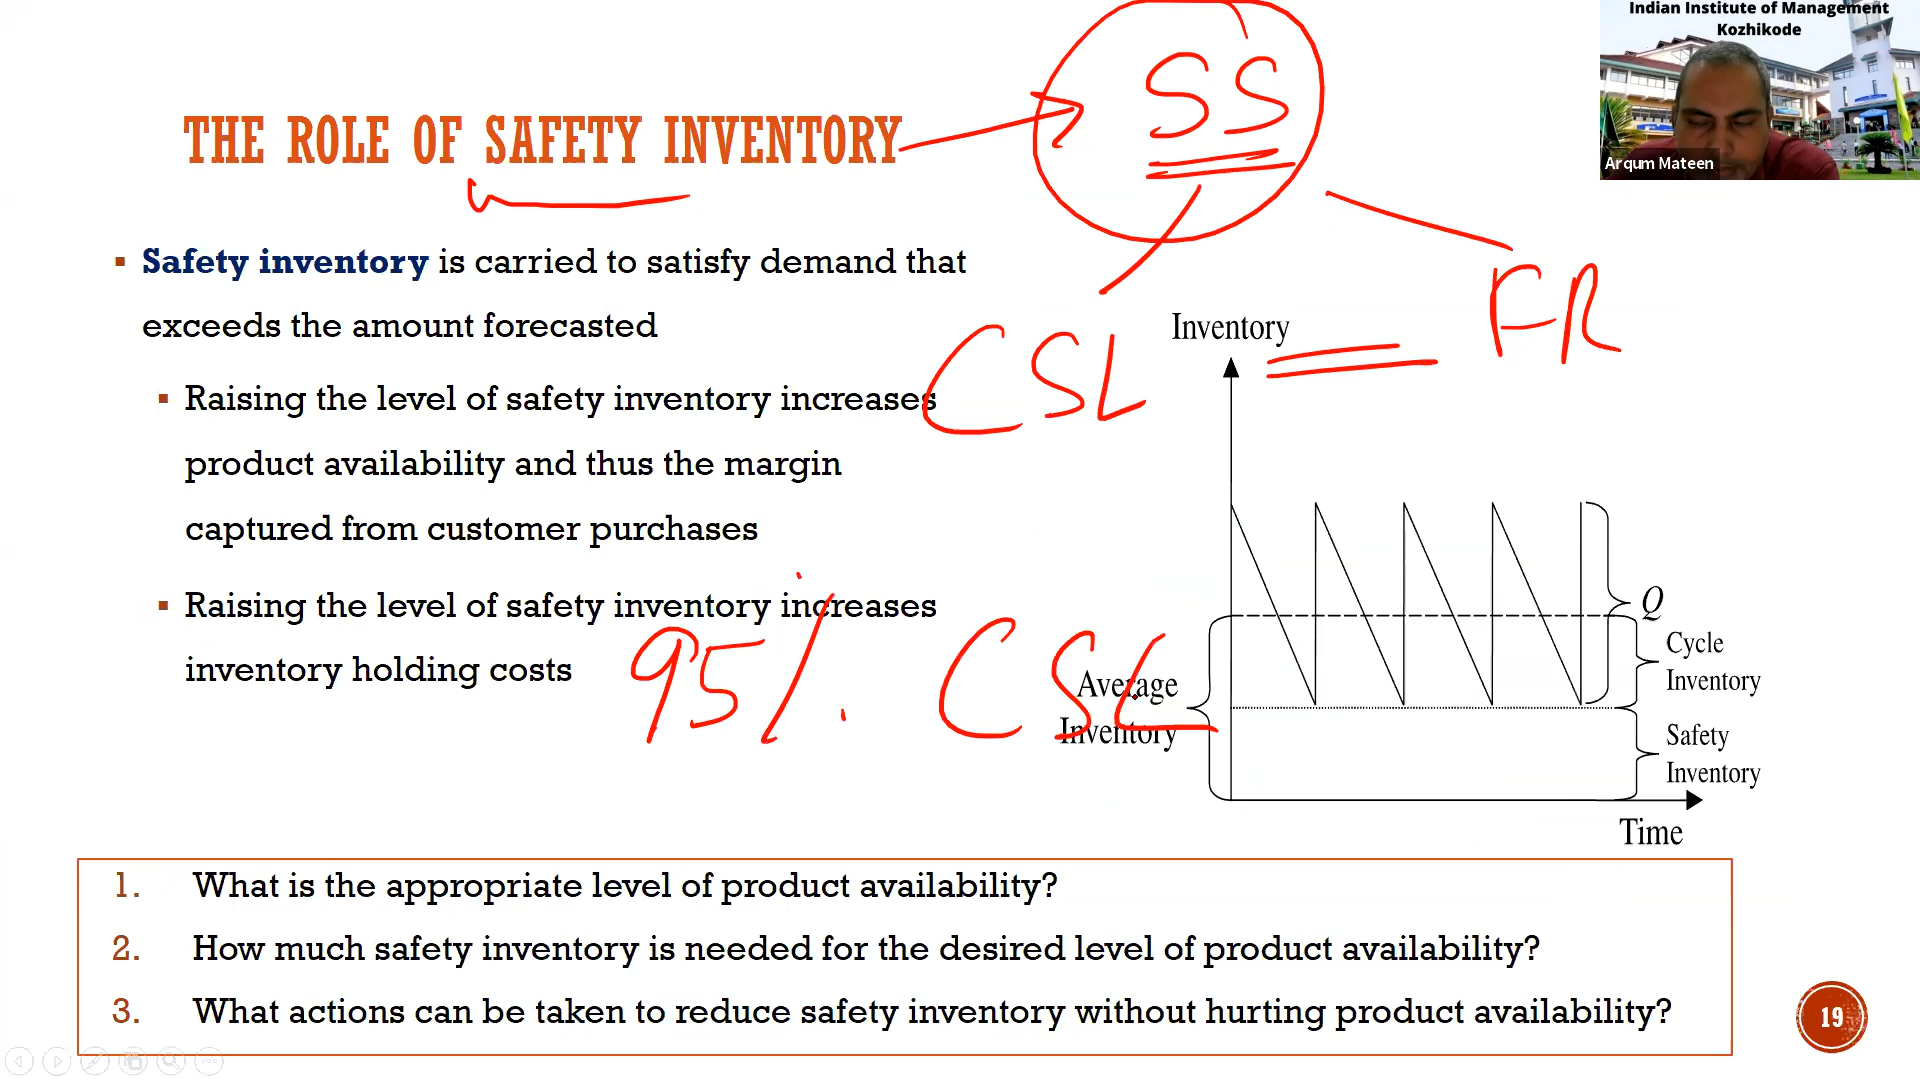 Indian Institute of Management
Kozhikode
Arqum Mateen
THE ROLE OF SAFETY INVENTORY
SS
▪ Safety inventory is carried to satisfy demand that
exceeds the amount forecasted
▪ Raising the level of safety inventory increases
product availability and thus the margin
captured from customer purchases
▪ Raising the level of safety inventory increases
inventory holding costs
CSL
FR
95%. CSL
Inventory
Q
Cycle
Inventory
Average
Inventory
Safety
Inventory
Time
1. What is the appropriate level of product availability?
2. How much safety inventory is needed for the desired level of product availability?
3. What actions can be taken to reduce safety inventory without hurting product availability?
19